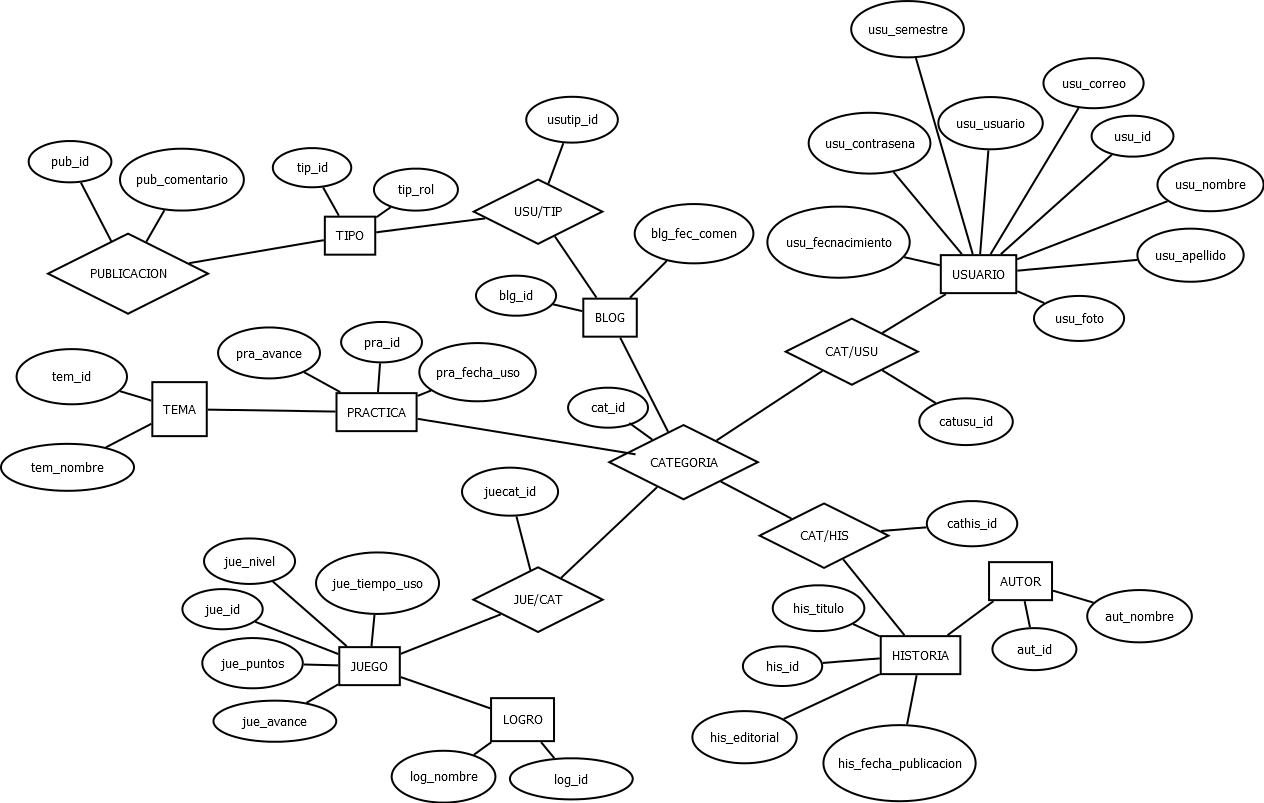 usu_semestre
usu_correo
usutip_id
usu_usuario
usu_id
usu_contrasena
pub_id
tip_id
pub_comentario
tip_rol
usu_nombre
USU/TIP
TIPO
blg_fec_comen
usu_fecnacimiento
usu_apellido
PUBLICACION
USUARIO
blg_id
BLOG
usu_foto
pra_id
pra_avance
CAT/USU
pra_fecha_uso
tem_id
TEMA
PRACTICA
cat_id
catusu_id
tem_nombre
CATEGORIA
juecat_id
cathis_id
CAT/HIS
jue_nivel
jue_tiempo_uso
AUTOR
JUE/CAT
jue_id
his_titulo
aut_nombre
aut_id
jue_puntos
JUEGO
his_id
HISTORIA
jue_avance
LOGRO
his_editorial
his_fecha_publicacion
log_nombre
log_id